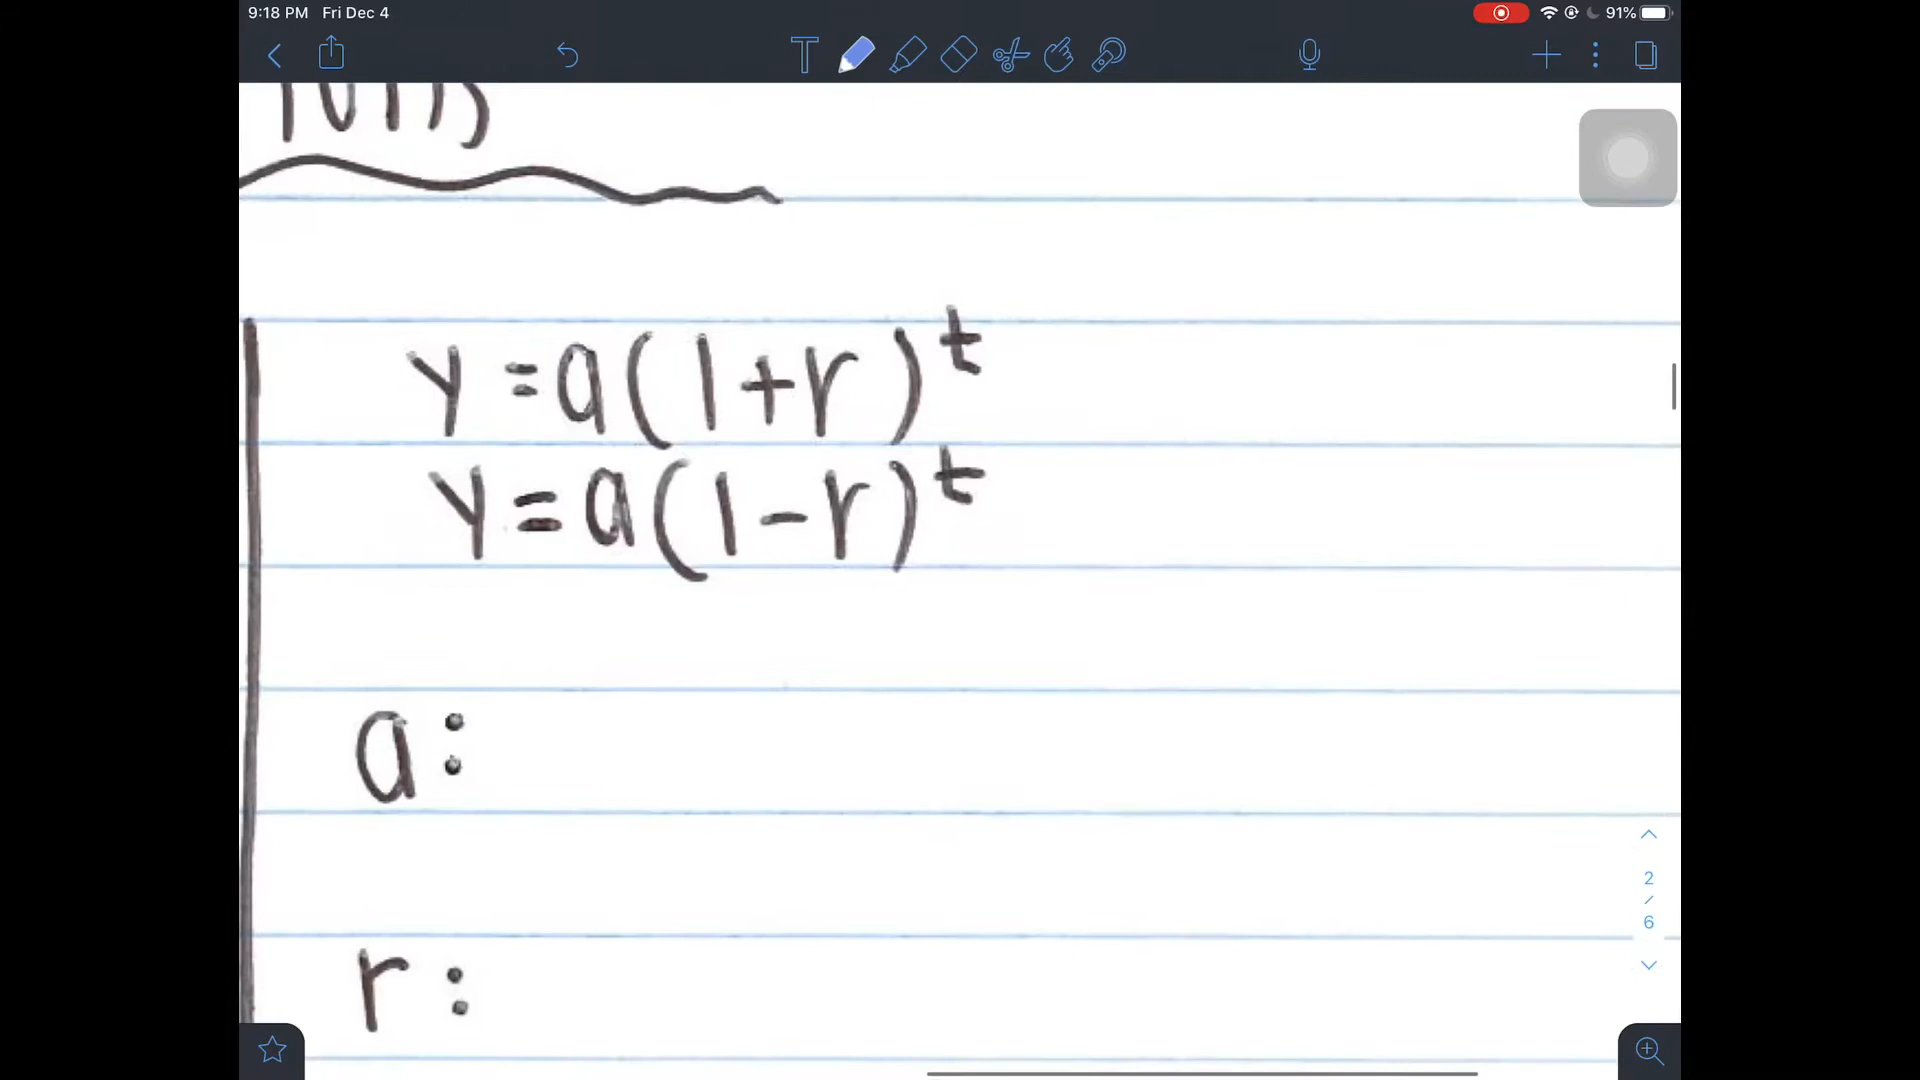 9:18 PM Fri Dec 4
91%
T
y = a(1+r)^t
y = a(1-r)^t
a:
r:
2
/
6